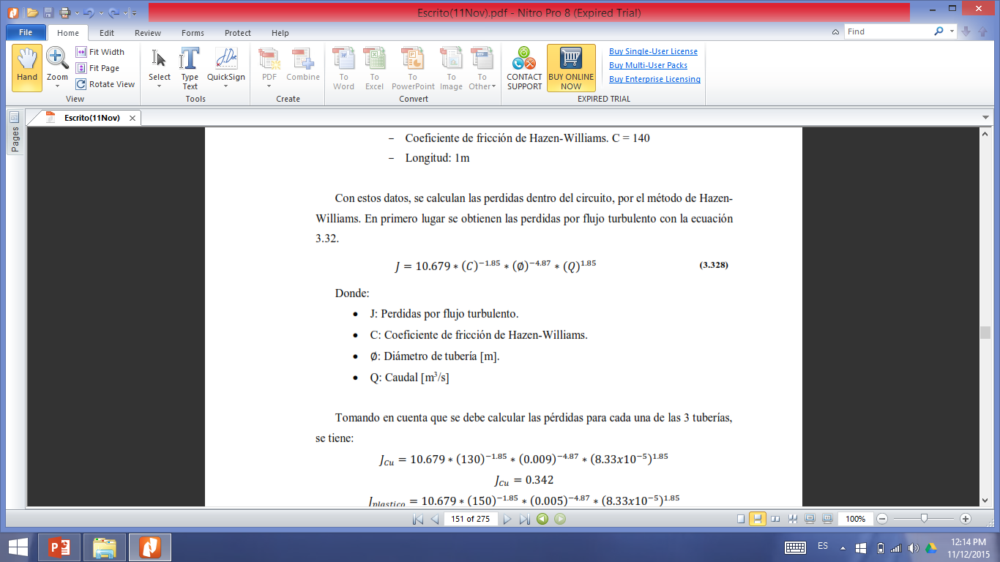 Escrito(11Nov).pdf - Nitro Pro 8 (Expired Trial)
File Home Edit Review Forms Protect Help
Find
Hand
Zoom
Fit Width
Fit Page
Rotate View
View
Select
Type Text
QuickSign
Tools
PDF
Combine
Create
To Word
To Excel
To PowerPoint
To Image
To Other
Convert
CONTACT SUPPORT
BUY ONLINE NOW
Buy Single-User License
Buy Multi-User Packs
Buy Enterprise Licensing
EXPIRED TRIAL
Escrito(11Nov)
Pages
– Coeficiente de fricción de Hazen-Williams. C = 140
– Longitud: 1m
Con estos datos, se calculan las perdidas dentro del circuito, por el método de Hazen-
Williams. En primero lugar se obtienen las perdidas por flujo turbulento con la ecuación
3.32.
J = 10.679 ∗ (C)^−1.85 ∗ (∅)^−4.87 ∗ (Q)^1.85 (3.328)
Donde:
• J: Perdidas por flujo turbulento.
• C: Coeficiente de fricción de Hazen-Williams.
• ∅: Diámetro de tubería [m].
• Q: Caudal [m³/s]
Tomando en cuenta que se debe calcular las pérdidas para cada una de las 3 tuberías,
se tiene:
J_Cu = 10.679 ∗ (130)^−1.85 ∗ (0.009)^−4.87 ∗ (8.33x10^−5)^1.85
J_Cu = 0.342
J_plastico = 10.679 ∗ (150)^−1.85 ∗ (0.005)^−4.87 ∗ (8.33x10^−5)^1.85
151 of 275
100%
ES
12:14 PM
11/12/2015